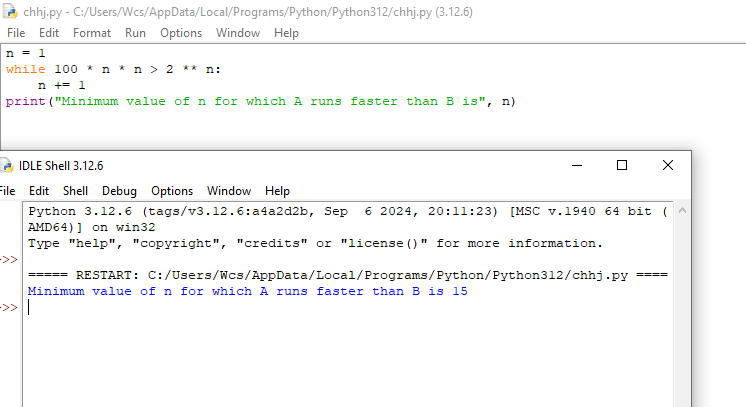 chhj.py - C:/Users/Wcs/AppData/Local/Programs/Python/Python312/chhj.py (3.12.6)
File Edit Format Run Options Window Help
n = 1
while 100 * n * n > 2 ** n:
    n += 1
print("Minimum value of n for which A runs faster than B is", n)
IDLE Shell 3.12.6
File Edit Shell Debug Options Window Help
Python 3.12.6 (tags/v3.12.6:a4a2d2b, Sep  6 2024, 20:11:23) [MSC v.1940 64 bit (
AMD64)] on win32
Type "help", "copyright", "credits" or "license()" for more information.
>>
===== RESTART: C:/Users/Wcs/AppData/Local/Programs/Python/Python312/chhj.py ====
Minimum value of n for which A runs faster than B is 15
>>